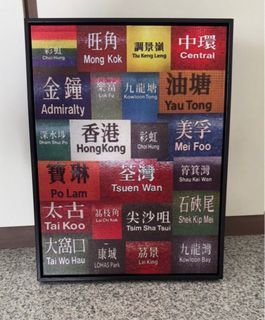 彩虹
Choi Hung
旺角
Mong Kok
調景嶺
Tiu Keng Leng
中環
Central
金鐘
Admiralty
樂富
Lok Fu
九龍塘
Kowloon Tong
油塘
Yau Tong
深水埗
Sham Shui Po
香港
HongKong
彩虹
Choi Hung
美孚
Mei Foo
寶琳
Po Lam
荃灣
Tsuen Wan
筲箕灣
Shau Kei Wan
太古
Tai Koo
荔枝角
Lai Chi Kok
尖沙咀
Tsim Sha Tsui
石硤尾
Shek Kip Mei
大窩口
Tai Wo Hau
康城
LOHAS Park
荔景
Lai King
九龍灣
Kowloon Bay